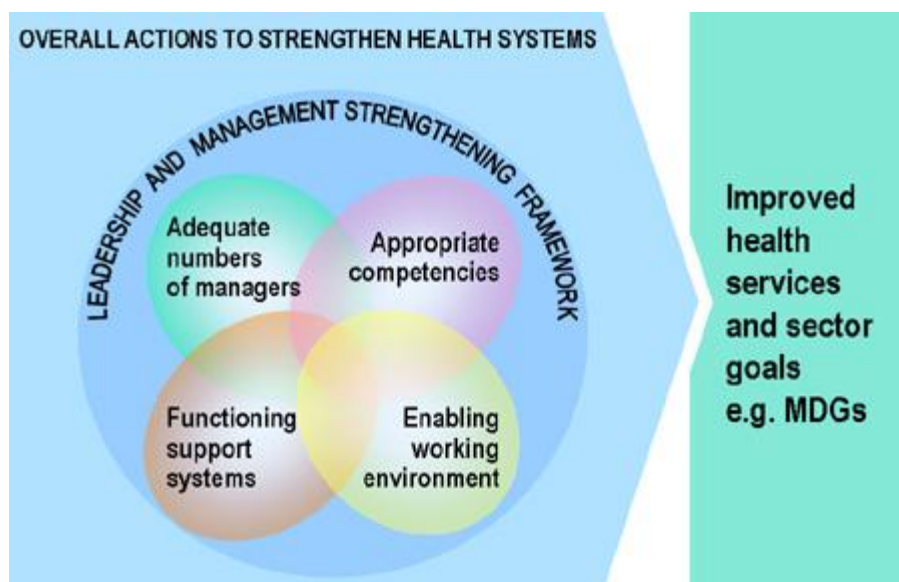 OVERALL ACTIONS TO STRENGTHEN HEALTH SYSTEMS
LEADERSHIP AND MANAGEMENT STRENGTHENING FRAMEWORK
Adequate
numbers
of managers
Appropriate
competencies
Functioning
support
systems
Enabling
working
environment
Improved
health
services
and sector
goals
e.g. MDGs